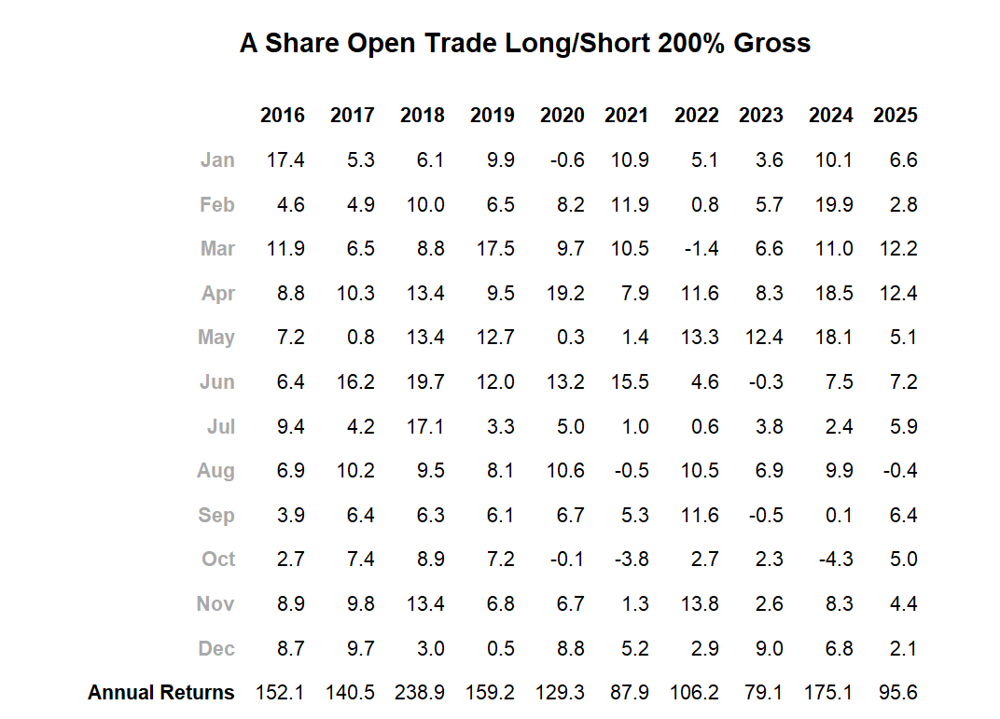 A Share Open Trade Long/Short 200% Gross
2016 2017 2018 2019 2020 2021 2022 2023 2024 2025
Jan 17.4 5.3 6.1 9.9 -0.6 10.9 5.1 3.6 10.1 6.6
Feb 4.6 4.9 10.0 6.5 8.2 11.9 0.8 5.7 19.9 2.8
Mar 11.9 6.5 8.8 17.5 9.7 10.5 -1.4 6.6 11.0 12.2
Apr 8.8 10.3 13.4 9.5 19.2 7.9 11.6 8.3 18.5 12.4
May 7.2 0.8 13.4 12.7 0.3 1.4 13.3 12.4 18.1 5.1
Jun 6.4 16.2 19.7 12.0 13.2 15.5 4.6 -0.3 7.5 7.2
Jul 9.4 4.2 17.1 3.3 5.0 1.0 0.6 3.8 2.4 5.9
Aug 6.9 10.2 9.5 8.1 10.6 -0.5 10.5 6.9 9.9 -0.4
Sep 3.9 6.4 6.3 6.1 6.7 5.3 11.6 -0.5 0.1 6.4
Oct 2.7 7.4 8.9 7.2 -0.1 -3.8 2.7 2.3 -4.3 5.0
Nov 8.9 9.8 13.4 6.8 6.7 1.3 13.8 2.6 8.3 4.4
Dec 8.7 9.7 3.0 0.5 8.8 5.2 2.9 9.0 6.8 2.1
Annual Returns 152.1 140.5 238.9 159.2 129.3 87.9 106.2 79.1 175.1 95.6